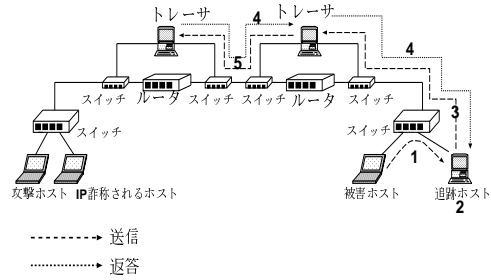 トレーサ
4
トレーサ
4
5
スイッチ
ルータ
スイッチ
スイッチ
ルータ
スイッチ
3
スイッチ
スイッチ
1
攻撃ホスト
IP詐称されるホスト
被害ホスト
追跡ホスト
2
送信
返答